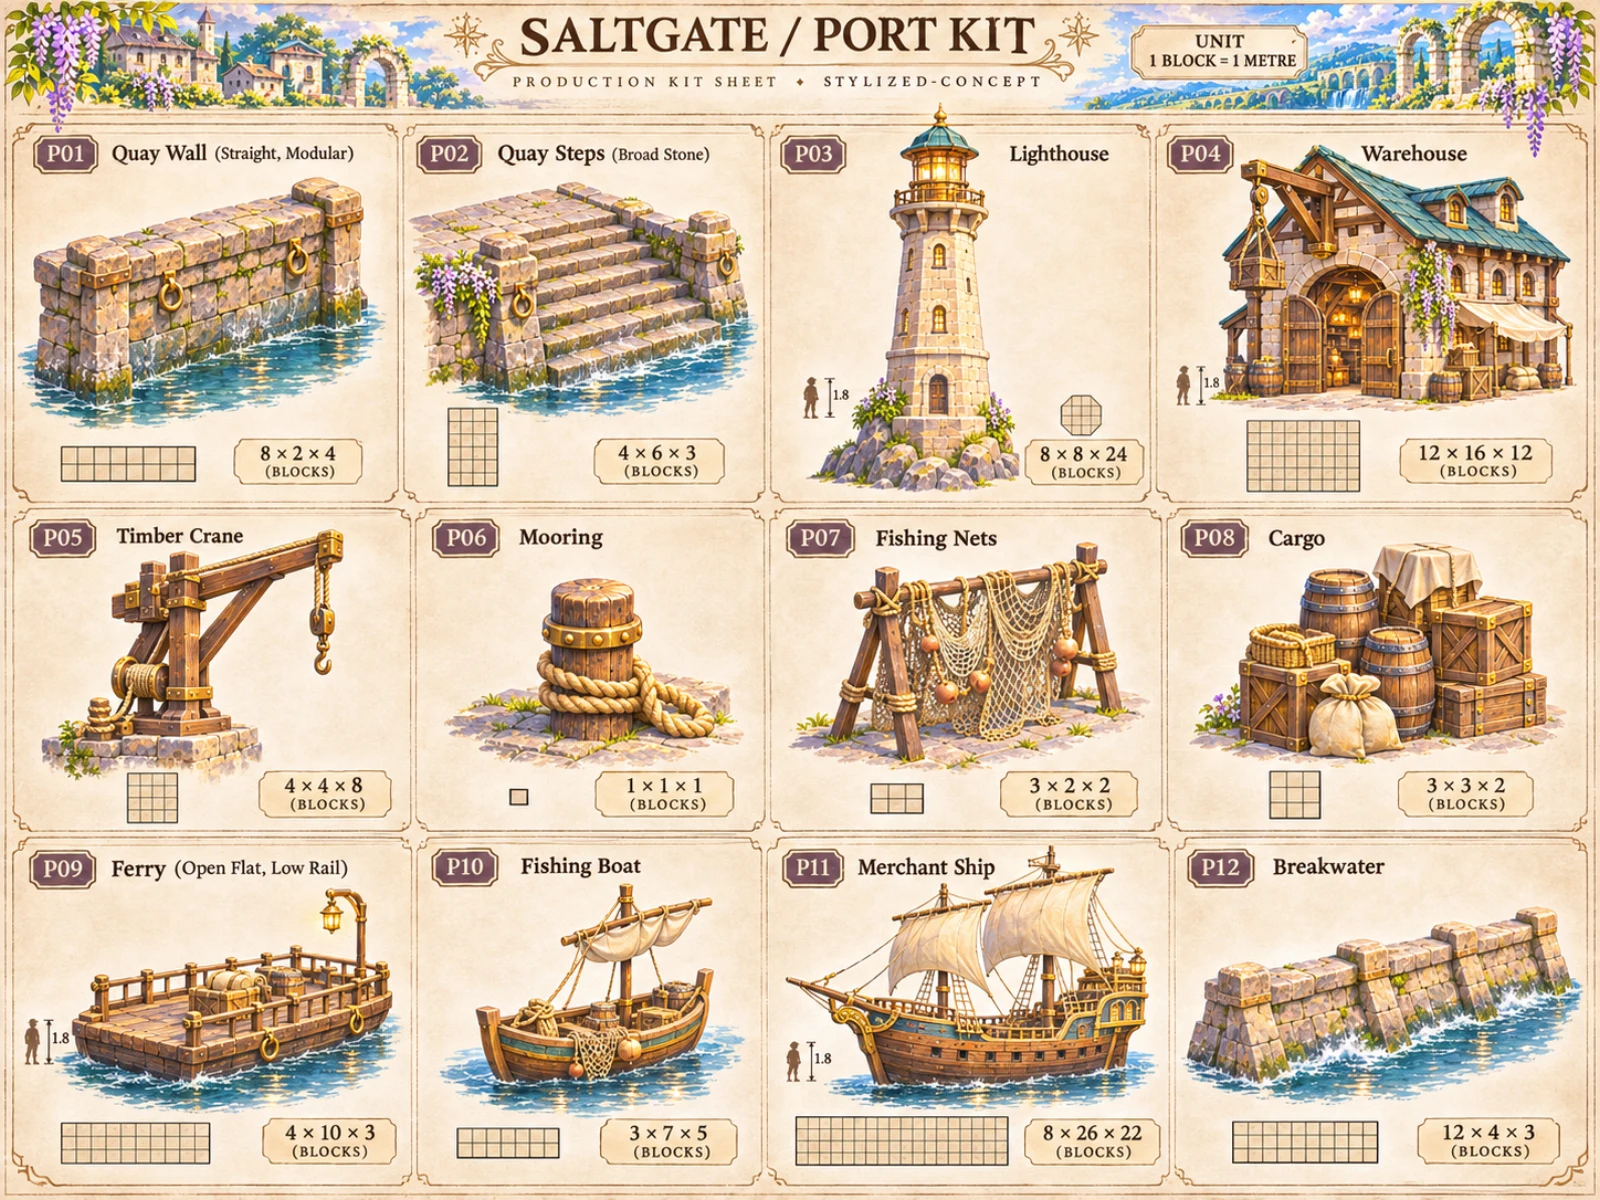 SALTGATE / PORT KIT
PRODUCTION KIT SHEET ✦ STYLIZED-CONCEPT
UNIT
1 BLOCK = 1 METRE
P01 Quay Wall (Straight, Modular)
8 × 2 × 4
(BLOCKS)
P02 Quay Steps (Broad Stone)
4 × 6 × 3
(BLOCKS)
P03 Lighthouse
1.8
8 × 8 × 24
(BLOCKS)
P04 Warehouse
1.8
12 × 16 × 12
(BLOCKS)
P05 Timber Crane
4 × 4 × 8
(BLOCKS)
P06 Mooring
1 × 1 × 1
(BLOCKS)
P07 Fishing Nets
3 × 2 × 2
(BLOCKS)
P08 Cargo
3 × 3 × 2
(BLOCKS)
P09 Ferry (Open Flat, Low Rail)
1.8
4 × 10 × 3
(BLOCKS)
P10 Fishing Boat
3 × 7 × 5
(BLOCKS)
P11 Merchant Ship
1.8
8 × 26 × 22
(BLOCKS)
P12 Breakwater
12 × 4 × 3
(BLOCKS)